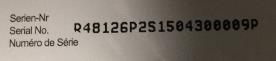 Serien-Nr
Serial No. R48126P2S1504300009P
Numéro de Série